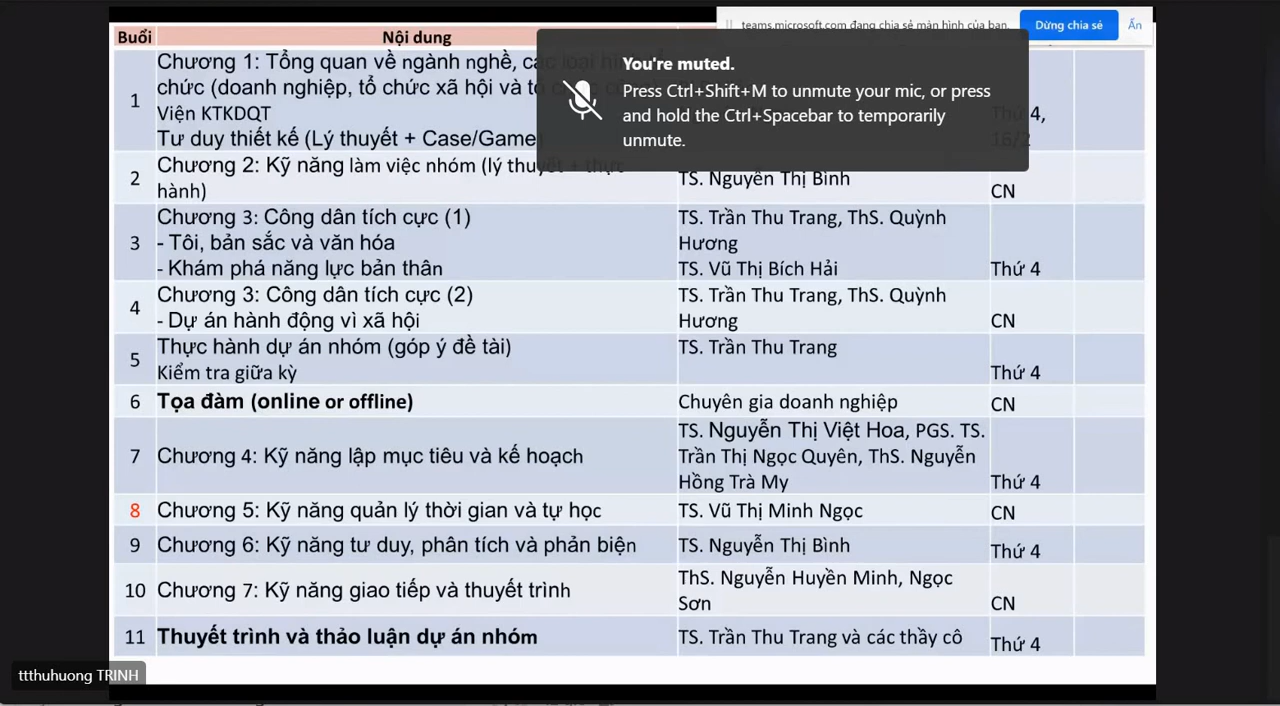 teams.microsoft.com đang chia sẻ màn hình của bạn.
Dừng chia sẻ
Ẩn
You're muted.
Press Ctrl+Shift+M to unmute your mic, or press
and hold the Ctrl+Spacebar to temporarily
unmute.
Buổi
Nội dung
1
Chương 1: Tổng quan về ngành nghề, các loại hình
chức (doanh nghiệp, tổ chức xã hội và
Viện KTKDQT
Tư duy thiết kế (Lý thuyết + Case/Game)
Thứ 4,
16/2
2
Chương 2: Kỹ năng làm việc nhóm (lý thuyết + thực
hành)
TS. Nguyễn Thị Bình
CN
3
Chương 3: Công dân tích cực (1)
- Tôi, bản sắc và văn hóa
- Khám phá năng lực bản thân
TS. Trần Thu Trang, ThS. Quỳnh
Hương
TS. Vũ Thị Bích Hải
Thứ 4
4
Chương 3: Công dân tích cực (2)
- Dự án hành động vì xã hội
TS. Trần Thu Trang, ThS. Quỳnh
Hương
CN
5
Thực hành dự án nhóm (góp ý đề tài)
Kiểm tra giữa kỳ
TS. Trần Thu Trang
Thứ 4
6
Tọa đàm (online or offline)
Chuyên gia doanh nghiệp
CN
7
Chương 4: Kỹ năng lập mục tiêu và kế hoạch
TS. Nguyễn Thị Việt Hoa, PGS. TS.
Trần Thị Ngọc Quyên, ThS. Nguyễn
Hồng Trà My
Thứ 4
8
Chương 5: Kỹ năng quản lý thời gian và tự học
TS. Vũ Thị Minh Ngọc
CN
9
Chương 6: Kỹ năng tư duy, phân tích và phản biện
TS. Nguyễn Thị Bình
Thứ 4
10
Chương 7: Kỹ năng giao tiếp và thuyết trình
ThS. Nguyễn Huyền Minh, Ngọc
Sơn
CN
11
Thuyết trình và thảo luận dự án nhóm
TS. Trần Thu Trang và các thầy cô
Thứ 4
ttthuhuong TRINH